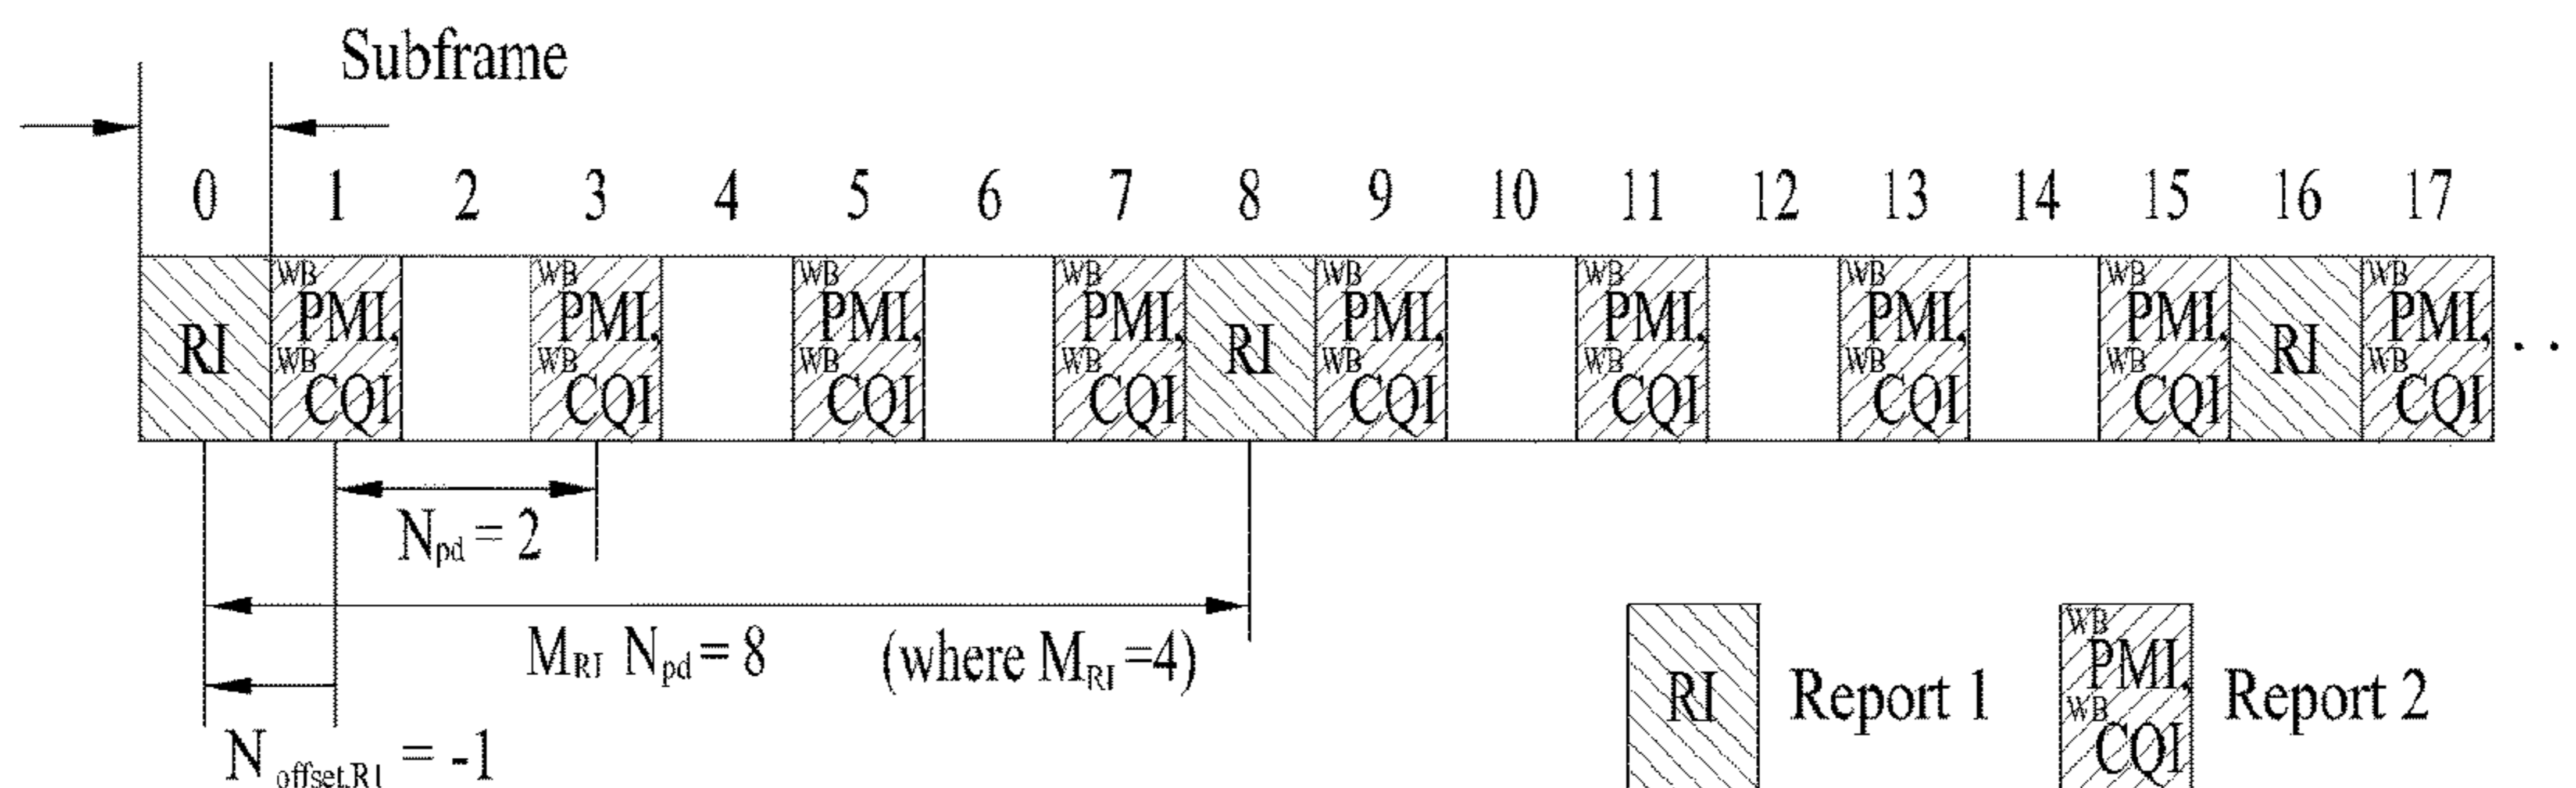 Subframe
0 1 2 3 4 5 6 7 8 9 10 11 12 13 14 15 16 17
RI
WB PMI, WB CQI
WB PMI, WB CQI
WB PMI, WB CQI
WB PMI, WB CQI
RI
WB PMI, WB CQI
WB PMI, WB CQI
WB PMI, WB CQI
WB PMI, WB CQI
RI
WB PMI, WB CQI
. .
Npd = 2
MRI Npd = 8 (where MRI =4)
Noffset,RI = -1
RI
Report 1
WB PMI, WB CQI
Report 2